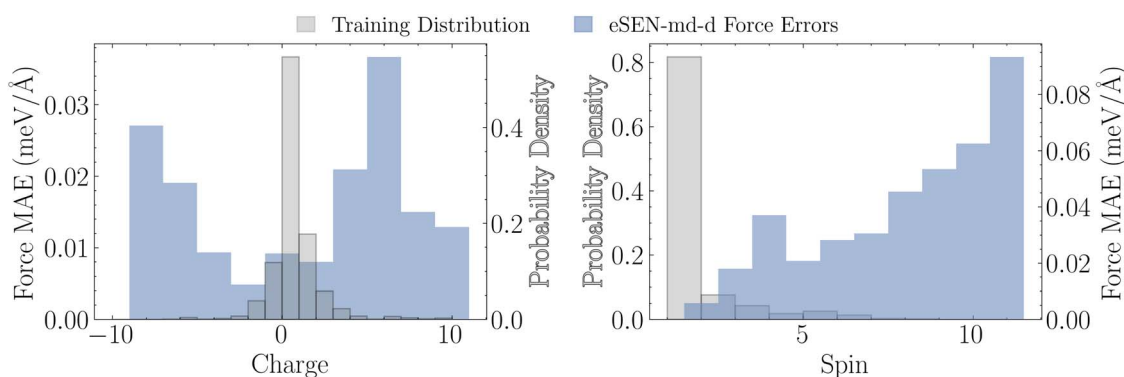 Training Distribution
eSEN-md-d Force Errors
Force MAE (meV/Å)
0.03
0.02
0.01
0.00
−10
0
10
Charge
0.4
0.2
0.0
Probability Density
Probability Density
0.8
0.6
0.4
0.2
0.0
5
10
Spin
0.08
0.06
0.04
0.02
0.00
Force MAE (meV/Å)